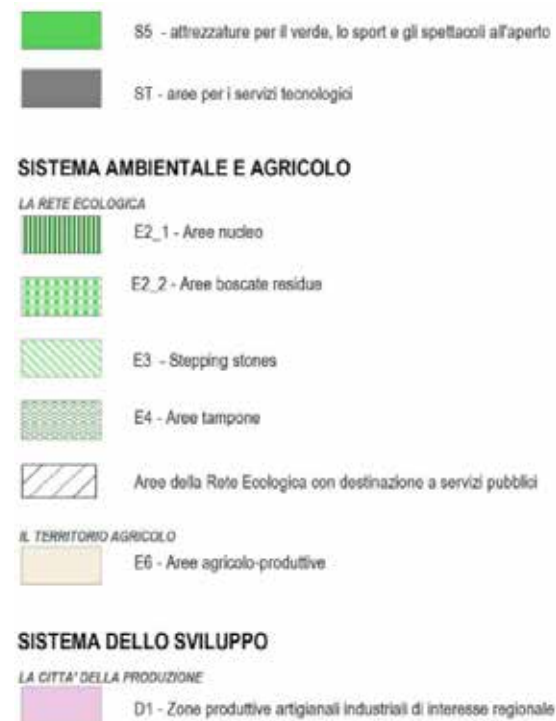 S5 - attrezzature per il verde, lo sport e gli spettacoli all'aperto
ST - aree per i servizi tecnologici
SISTEMA AMBIENTALE E AGRICOLO
LA RETE ECOLOGICA
E2_1 - Aree nucleo
E2_2 - Aree boscate residue
E3 - Stepping stones
E4 - Aree tampone
Aree della Rete Ecologica con destinazione a servizi pubblici
IL TERRITORIO AGRICOLO
E6 - Aree agricolo-produttive
SISTEMA DELLO SVILUPPO
LA CITTA' DELLA PRODUZIONE
D1 - Zone produttive artigianali industriali di interesse regionale